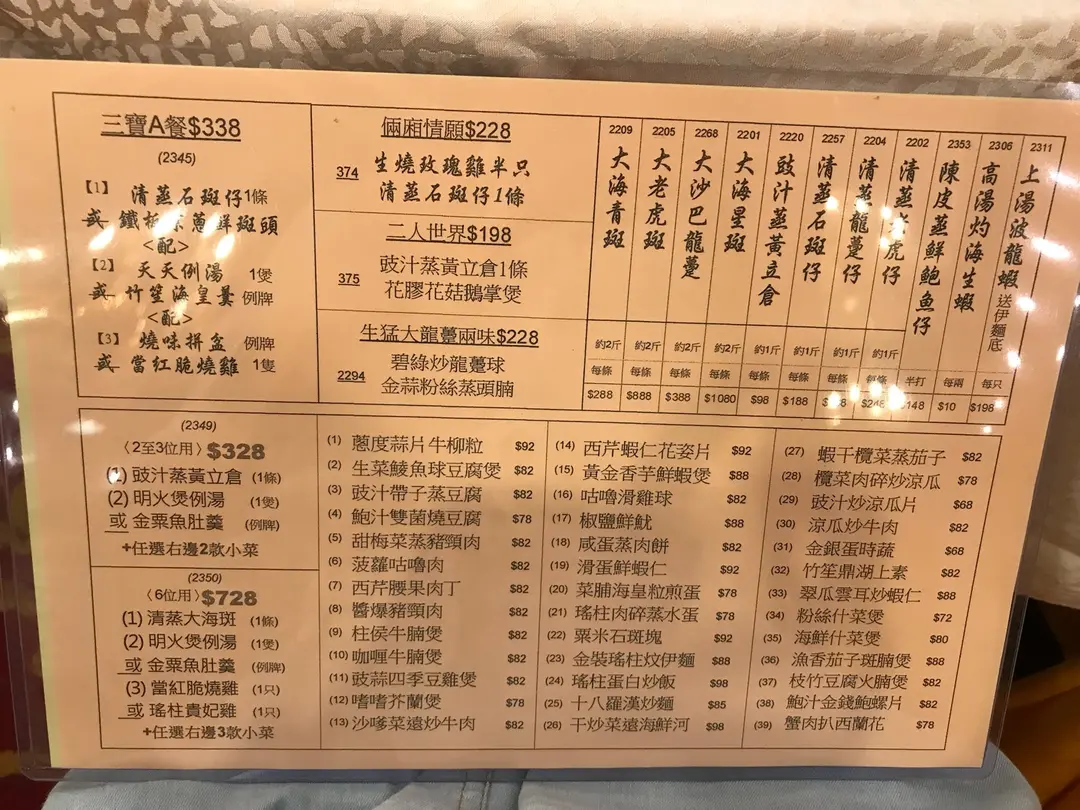 三寶A餐$338
(2345)
【1】 清蒸石斑仔1條
或 鐵板蔥鮮斑頭
<配>
【2】 天天例湯 1煲
或 竹笙海皇羹 例牌
<配>
【3】 燒味拼盆 例牌
或 當紅脆燒雞 1隻
倆廂情願$228
374 生燒玫瑰雞半只
清蒸石斑仔1條
二人世界$198
375 豉汁蒸黃立倉1條
花膠花菇鵝掌煲
生猛大龍躉兩味$228
2294 碧綠炒龍躉球
金蒜粉絲蒸頭腩
2209 大海青斑 約2斤 每條 $288
2205 大老虎斑 約2斤 每條 $888
2268 大沙巴龍躉 約2斤 每條 $388
2201 大海星斑 約2斤 每條 $1080
2220 豉汁蒸黃立倉 約1斤 每條 $98
2257 清蒸石斑仔 約1斤 每條 $188
2204 清蒸龍躉仔 約1斤 每條
2202 清蒸虎仔 約1斤 每條
2353 陳皮蒸鮮鮑魚仔 半打 $148
2306 高湯灼海生蝦 每兩 $10
2311 上湯波龍蝦 送伊麵底 每只 $198
(2349)
〈2至3位用〉$328
(1) 豉汁蒸黃立倉 (1條)
(2) 明火煲例湯 (1煲)
或 金粟魚肚羹 (例牌)
+任選右邊2款小菜
(2350)
〈6位用〉$728
(1) 清蒸大海斑 (1條)
(2) 明火煲例湯 (1煲)
或 金粟魚肚羹 (例牌)
(3) 當紅脆燒雞 (1只)
或 瑤柱貴妃雞 (1只)
+任選右邊3款小菜
(1) 蔥度蒜片牛柳粒 $92
(2) 生菜鯪魚球豆腐煲 $82
(3) 豉汁帶子蒸豆腐 $82
(4) 鮑汁雙菌燒豆腐 $78
(5) 甜梅菜蒸豬頸肉 $82
(6) 菠蘿咕嚕肉 $82
(7) 西芹腰果肉丁 $82
(8) 醬爆豬頸肉 $82
(9) 柱侯牛腩煲 $82
(10) 咖喱牛腩煲 $82
(11) 豉蒜四季豆雞煲 $82
(12) 嗜嗜芥蘭煲 $78
(13) 沙嗲菜遠炒牛肉 $82
(14) 西芹蝦仁花姿片 $92
(15) 黃金香芋鮮蝦煲 $88
(16) 咕嚕滑雞球 $82
(17) 椒鹽鮮魷 $88
(18) 咸蛋蒸肉餅 $82
(19) 滑蛋鮮蝦仁 $92
(20) 菜脯海皇粒煎蛋 $78
(21) 瑤柱肉碎蒸水蛋 $78
(22) 粟米石斑塊 $92
(23) 金裝瑤柱炆伊麵 $88
(24) 瑤柱蛋白炒飯 $98
(25) 十八羅漢炒麵 $85
(26) 干炒菜遠海鮮河 $98
(27) 蝦干欖菜蒸茄子 $82
(28) 欖菜肉碎炒涼瓜 $78
(29) 豉汁炒涼瓜片 $68
(30) 涼瓜炒牛肉 $82
(31) 金銀蛋時蔬 $68
(32) 竹笙鼎湖上素 $82
(33) 翠瓜雲耳炒蝦仁 $88
(34) 粉絲什菜煲 $72
(35) 海鮮什菜煲 $80
(36) 漁香茄子斑腩煲 $88
(37) 枝竹豆腐火腩煲 $82
(38) 鮑汁金錢鮑螺片 $82
(39) 蟹肉扒西蘭花 $78